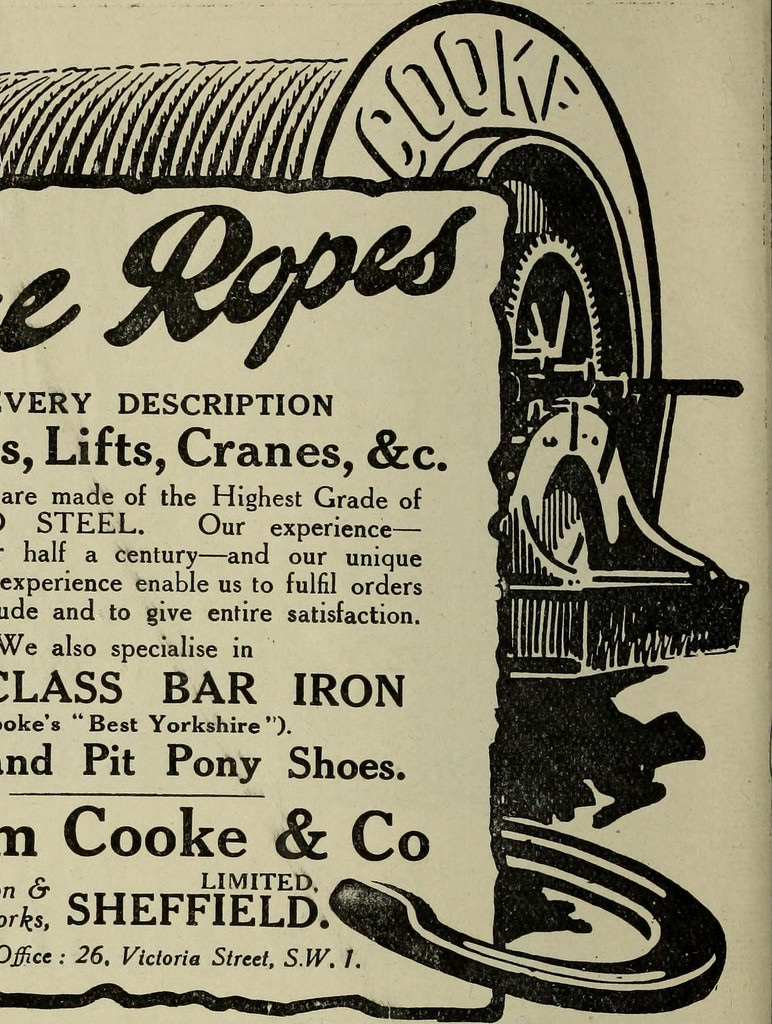 COOKE
e Ropes
EVERY DESCRIPTION
s, Lifts, Cranes, &c.
are made of the Highest Grade of
STEEL. Our experience—
r half a century—and our unique
experience enable us to fulfil orders
ude and to give entire satisfaction.
We also specialise in
CLASS BAR IRON
ooke's "Best Yorkshire").
and Pit Pony Shoes.
m Cooke & Co
LIMITED,
n &
orks, SHEFFIELD.
Office : 26, Victoria Street, S.W. 1.